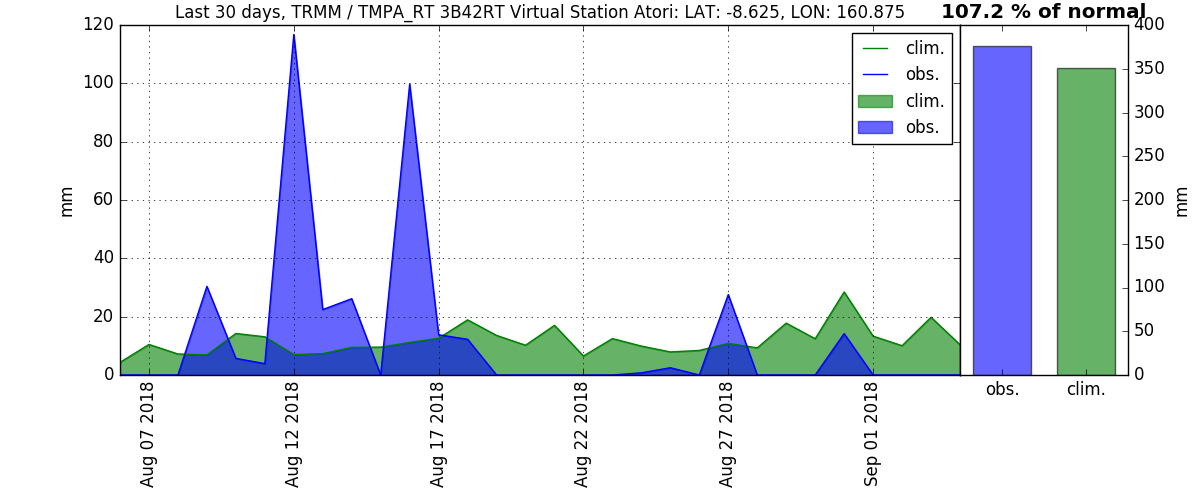 Last 30 days, TRMM / TMPA_RT 3B42RT Virtual Station Atori: LAT: -8.625, LON: 160.875
107.2 % of normal
120
100
80
60
40
20
0
mm
clim.
obs.
clim.
obs.
400
350
300
250
200
150
100
50
0
mm
Aug 07 2018
Aug 12 2018
Aug 17 2018
Aug 22 2018
Aug 27 2018
Sep 01 2018
obs.
clim.